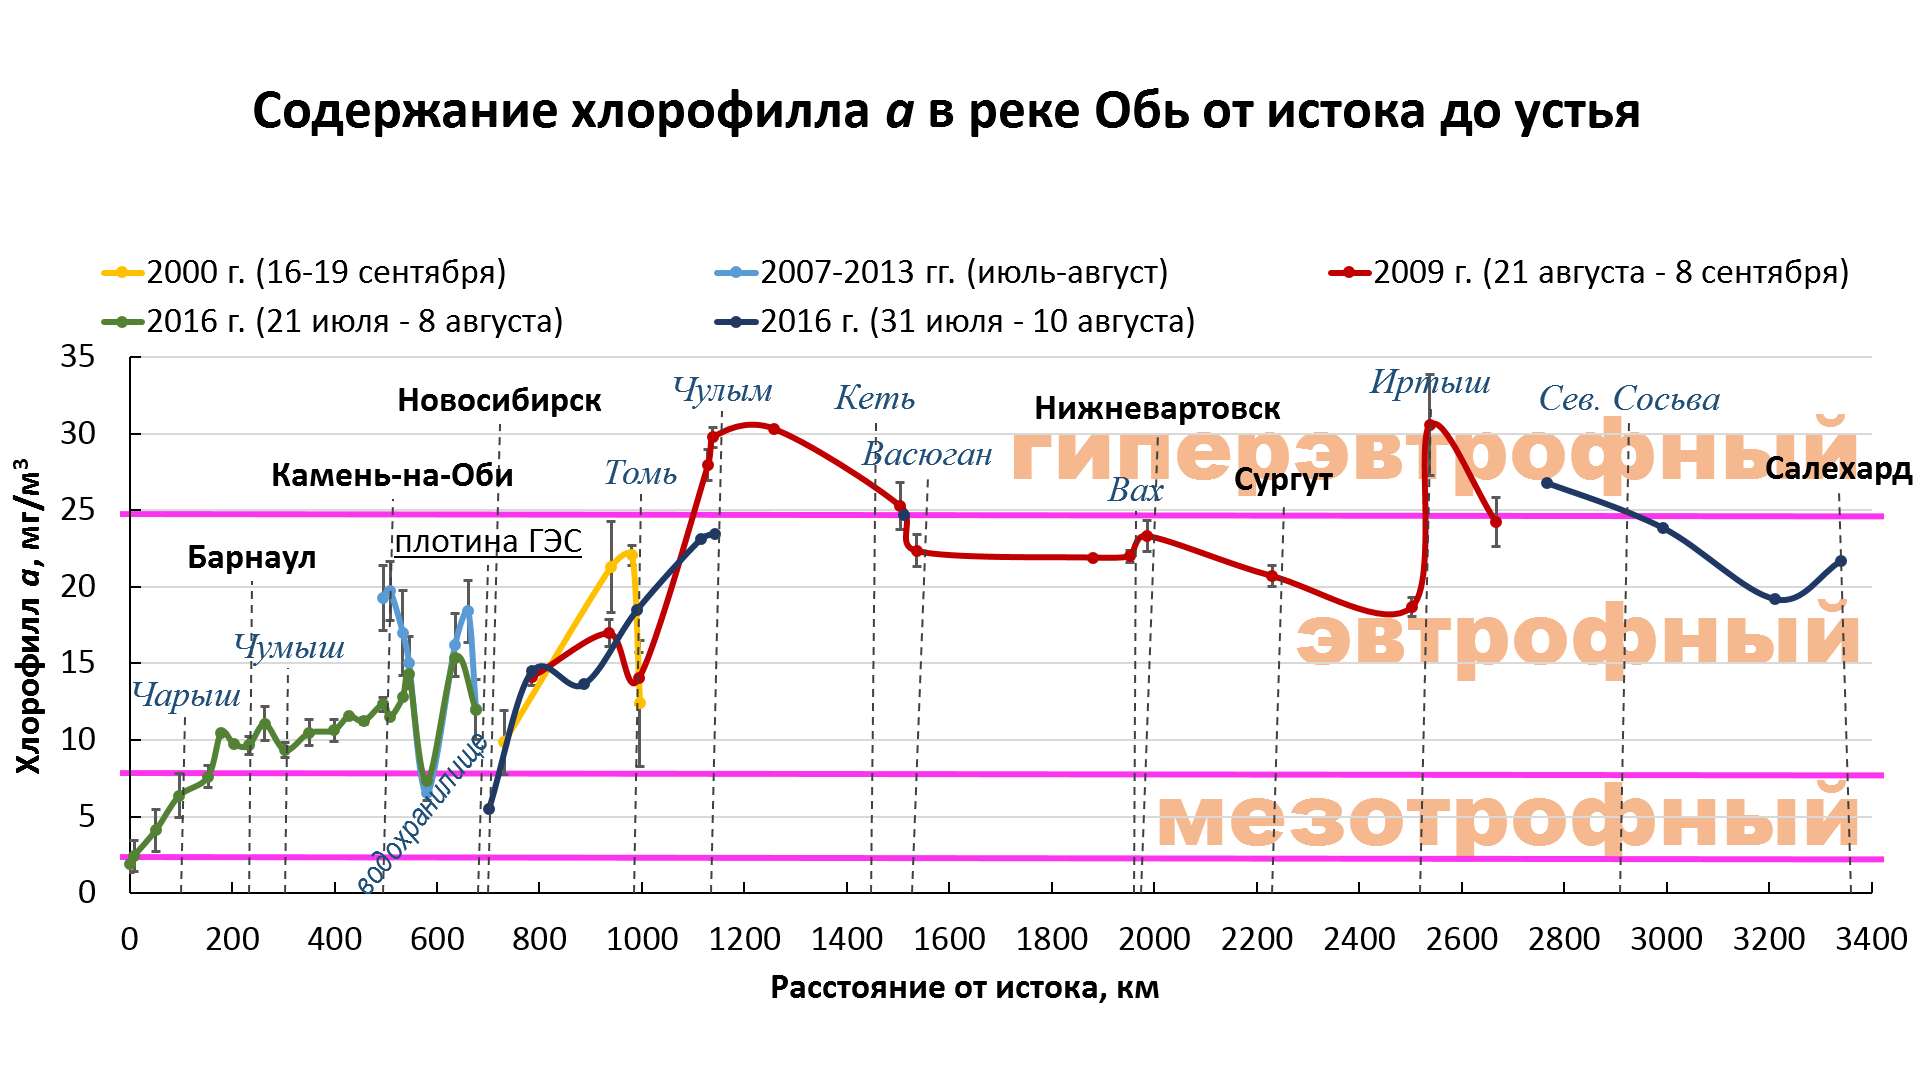 Содержание хлорофилла а в реке Обь от истока до устья
2000 г. (16-19 сентября)
2007-2013 гг. (июль-август)
2009 г. (21 августа - 8 сентября)
2016 г. (21 июля - 8 августа)
2016 г. (31 июля - 10 августа)
Хлорофилл а, мг/м³
35
30
25
20
15
10
5
0
Чулым
Кеть
Иртыш
Сев. Сосьва
Новосибирск
Нижневартовск
гиперэвтрофный
Васюган
Камень-на-Оби
Томь
Вах
Сургут
Салехард
Барнаул
плотина ГЭС
Чумыш
эвтрофный
Чарыш
водохранилище
мезотрофный
0 200 400 600 800 1000 1200 1400 1600 1800 2000 2200 2400 2600 2800 3000 3200 3400
Расстояние от истока, км